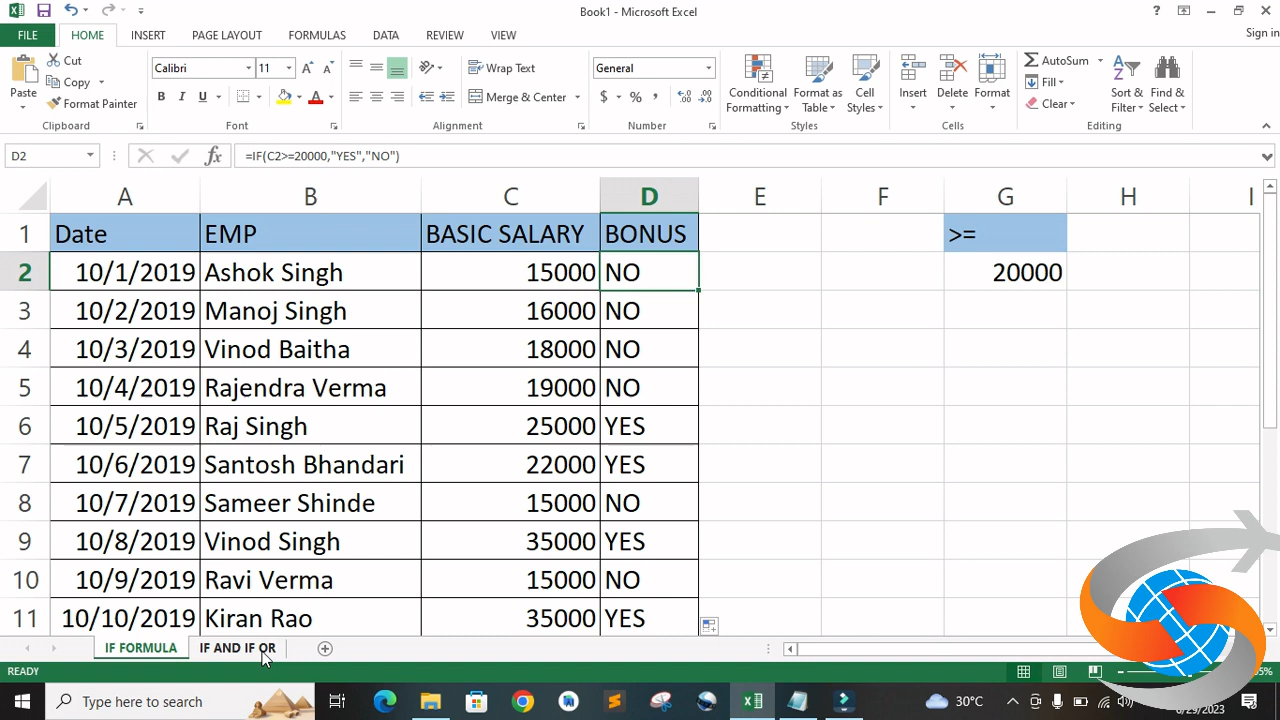 Book1 - Microsoft Excel
?
FILE
HOME
INSERT
PAGE LAYOUT
FORMULAS
DATA
REVIEW
VIEW
Sign in
Paste
Cut
Copy
Format Painter
Clipboard
Calibri
11
A
A
B
I
U
A
Font
Wrap Text
Merge & Center
Alignment
General
$
%
,
Number
Conditional
Formatting
Format as
Table
Cell
Styles
Styles
Insert
Delete
Format
Cells
AutoSum
Fill
Clear
Sort &
Filter
Find &
Select
Editing
D2
fx
=IF(C2>=20000,"YES","NO")
A B C D E F G H I
1 Date EMP BASIC SALARY BONUS >=
2 10/1/2019 Ashok Singh 15000 NO 20000
3 10/2/2019 Manoj Singh 16000 NO
4 10/3/2019 Vinod Baitha 18000 NO
5 10/4/2019 Rajendra Verma 19000 NO
6 10/5/2019 Raj Singh 25000 YES
7 10/6/2019 Santosh Bhandari 22000 YES
8 10/7/2019 Sameer Shinde 15000 NO
9 10/8/2019 Vinod Singh 35000 YES
10 10/9/2019 Ravi Verma 15000 NO
11 10/10/2019 Kiran Rao 35000 YES
IF FORMULA
IF AND IF OR
READY
Type here to search
30°C